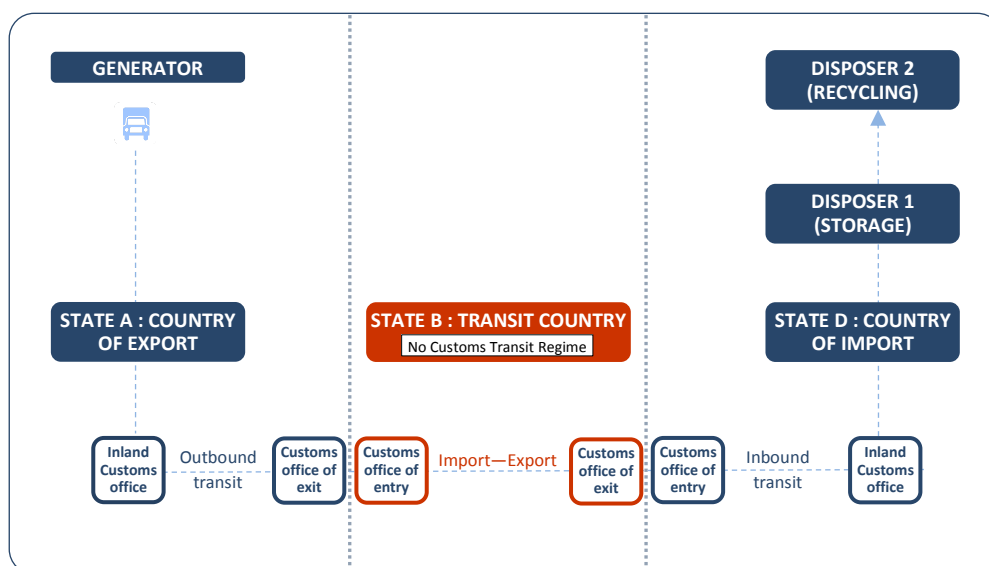 GENERATOR
DISPOSER 2
(RECYCLING)
DISPOSER 1
(STORAGE)
STATE A : COUNTRY
OF EXPORT
STATE B : TRANSIT COUNTRY
No Customs Transit Regime
STATE D : COUNTRY
OF IMPORT
Inland
Customs
office
Outbound
transit
Customs
office of
exit
Customs
office of
entry
Import—Export
Customs
office of
exit
Customs
office of
entry
Inbound
transit
Inland
Customs
office